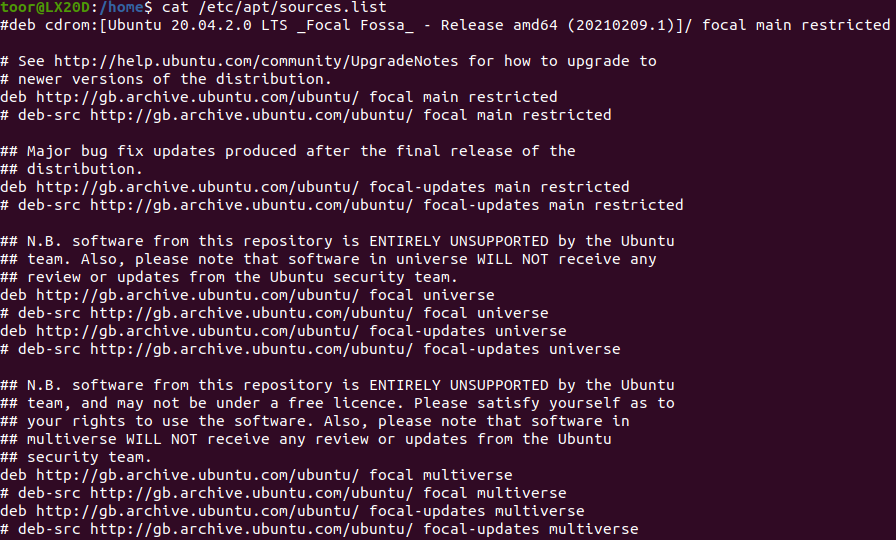 toor@LX20D:/home$ cat /etc/apt/sources.list
#deb cdrom:[Ubuntu 20.04.2.0 LTS _Focal Fossa_ - Release amd64 (20210209.1)]/ focal main restricted

# See http://help.ubuntu.com/community/UpgradeNotes for how to upgrade to
# newer versions of the distribution.
deb http://gb.archive.ubuntu.com/ubuntu/ focal main restricted
# deb-src http://gb.archive.ubuntu.com/ubuntu/ focal main restricted

## Major bug fix updates produced after the final release of the
## distribution.
deb http://gb.archive.ubuntu.com/ubuntu/ focal-updates main restricted
# deb-src http://gb.archive.ubuntu.com/ubuntu/ focal-updates main restricted

## N.B. software from this repository is ENTIRELY UNSUPPORTED by the Ubuntu
## team. Also, please note that software in universe WILL NOT receive any
## review or updates from the Ubuntu security team.
deb http://gb.archive.ubuntu.com/ubuntu/ focal universe
# deb-src http://gb.archive.ubuntu.com/ubuntu/ focal universe
deb http://gb.archive.ubuntu.com/ubuntu/ focal-updates universe
# deb-src http://gb.archive.ubuntu.com/ubuntu/ focal-updates universe

## N.B. software from this repository is ENTIRELY UNSUPPORTED by the Ubuntu
## team, and may not be under a free licence. Please satisfy yourself as to
## your rights to use the software. Also, please note that software in
## multiverse WILL NOT receive any review or updates from the Ubuntu
## security team.
deb http://gb.archive.ubuntu.com/ubuntu/ focal multiverse
# deb-src http://gb.archive.ubuntu.com/ubuntu/ focal multiverse
deb http://gb.archive.ubuntu.com/ubuntu/ focal-updates multiverse
# deb-src http://gb.archive.ubuntu.com/ubuntu/ focal-updates multiverse